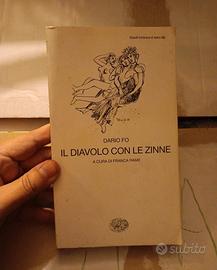 DARIO FO
IL DIAVOLO CON LE ZINNE
A CURA DI FRANCA RAME
subito